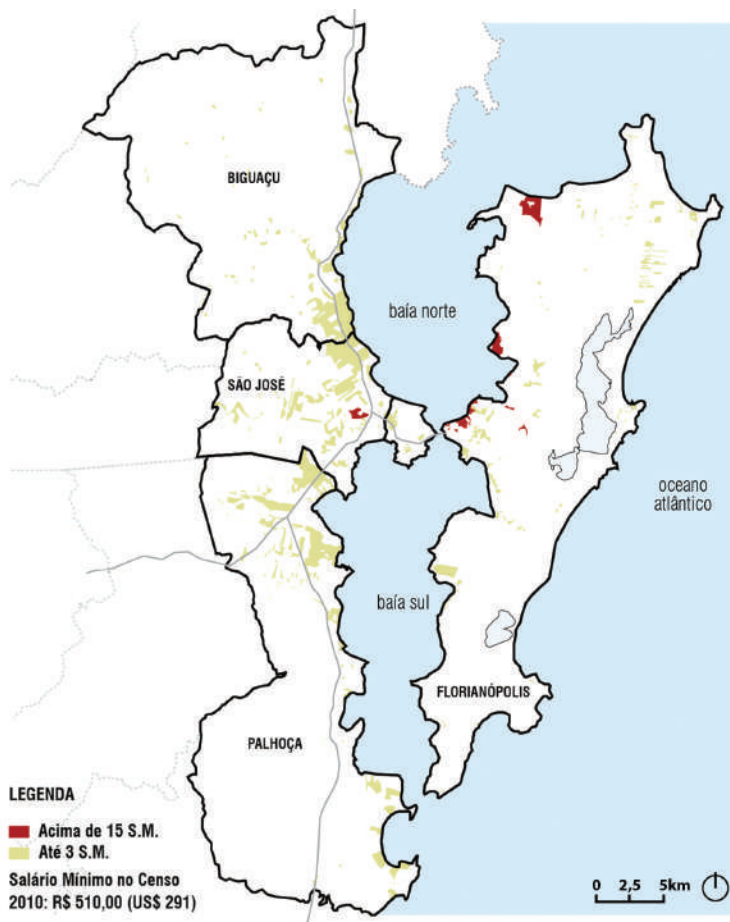 BIGUAÇU
baía norte
SÃO JOSÉ
oceano
atlântico
baía sul
FLORIANÓPOLIS
PALHOÇA
LEGENDA
Acima de 15 S.M.
Até 3 S.M.
Salário Mínimo no Censo
2010: R$ 510,00 (US$ 291)
0 2,5 5km